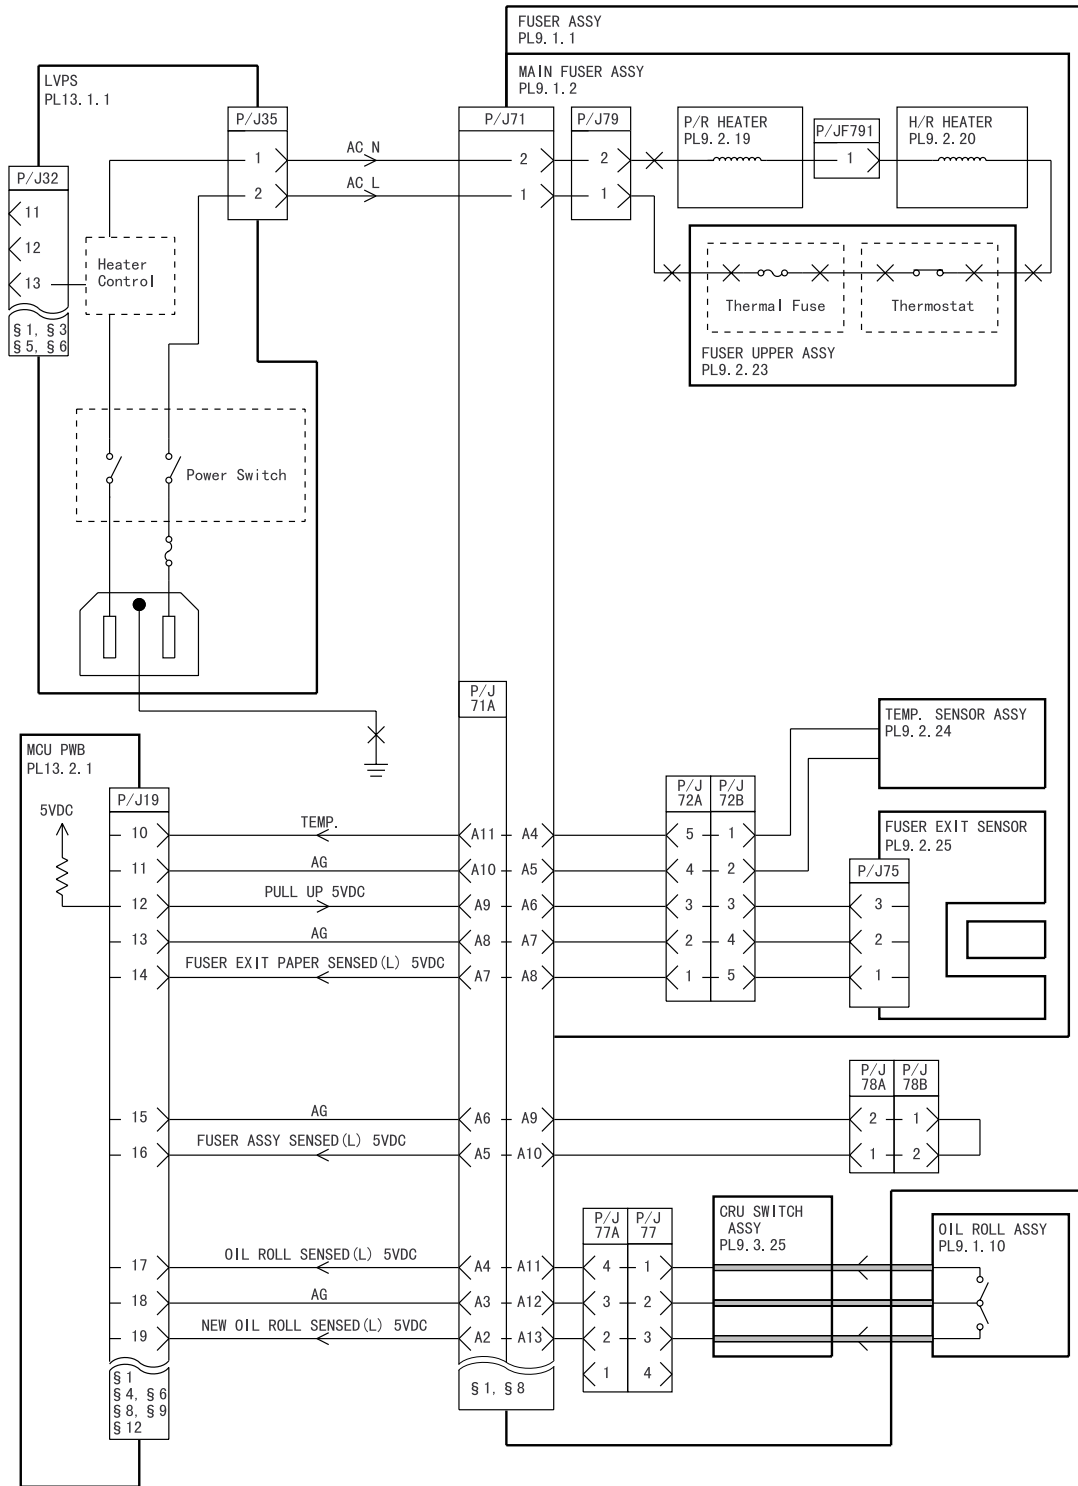 FUSER ASSY
PL9.1.1
MAIN FUSER ASSY
PL9.1.2
LVPS
PL13.1.1
P/J35
P/J71
P/J79
P/R HEATER
PL9.2.19
P/JF791
H/R HEATER
PL9.2.20
1
AC N
2
2
1
P/J32
2
AC L
1
1
11
12
13
Heater
Control
Thermal Fuse
Thermostat
§1, §3
§5, §6
FUSER UPPER ASSY
PL9.2.23
Power Switch
P/J
71A
TEMP. SENSOR ASSY
PL9.2.24
MCU PWB
PL13.2.1
P/J19
P/J
72A
P/J
72B
5VDC
FUSER EXIT SENSOR
PL9.2.25
P/J75
10
TEMP.
A11
A4
5
1
11
AG
A10
A5
4
2
12
PULL UP 5VDC
A9
A6
3
3
3
13
AG
A8
A7
2
4
2
14
FUSER EXIT PAPER SENSED(L) 5VDC
A7
A8
1
5
1
P/J
78A
P/J
78B
15
AG
A6
A9
2
1
16
FUSER ASSY SENSED(L) 5VDC
A5
A10
1
2
P/J
77A
P/J
77
CRU SWITCH
ASSY
PL9.3.25
OIL ROLL ASSY
PL9.1.10
17
OIL ROLL SENSED(L) 5VDC
A4
A11
4
1
18
AG
A3
A12
3
2
19
NEW OIL ROLL SENSED(L) 5VDC
A2
A13
2
3
1
4
§1
§4, §6
§8, §9
§12
§1, §8